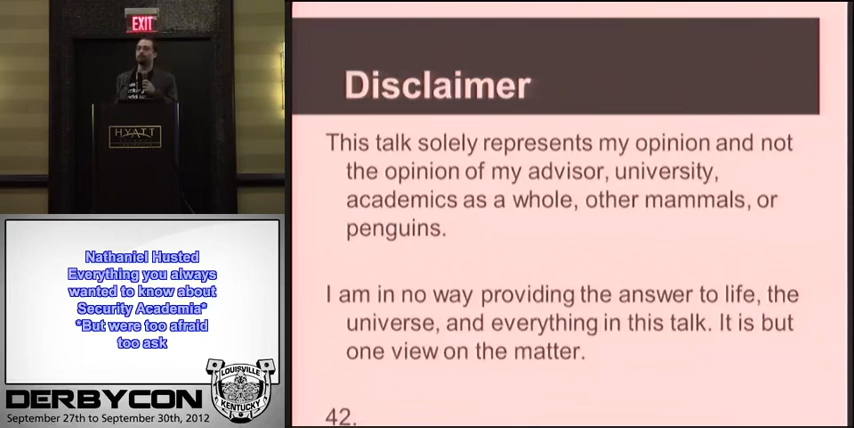 EXIT
HYATT
Nathaniel Husted
Everything you always
wanted to know about
Security Academia*
*But were too afraid
too ask
LOUISVILLE
KENTUCKY
DERBYCON
September 27th to September 30th, 2012
Disclaimer
This talk solely represents my opinion and not
the opinion of my advisor, university,
academics as a whole, other mammals, or
penguins.
I am in no way providing the answer to life, the
universe, and everything in this talk. It is but
one view on the matter.
42.